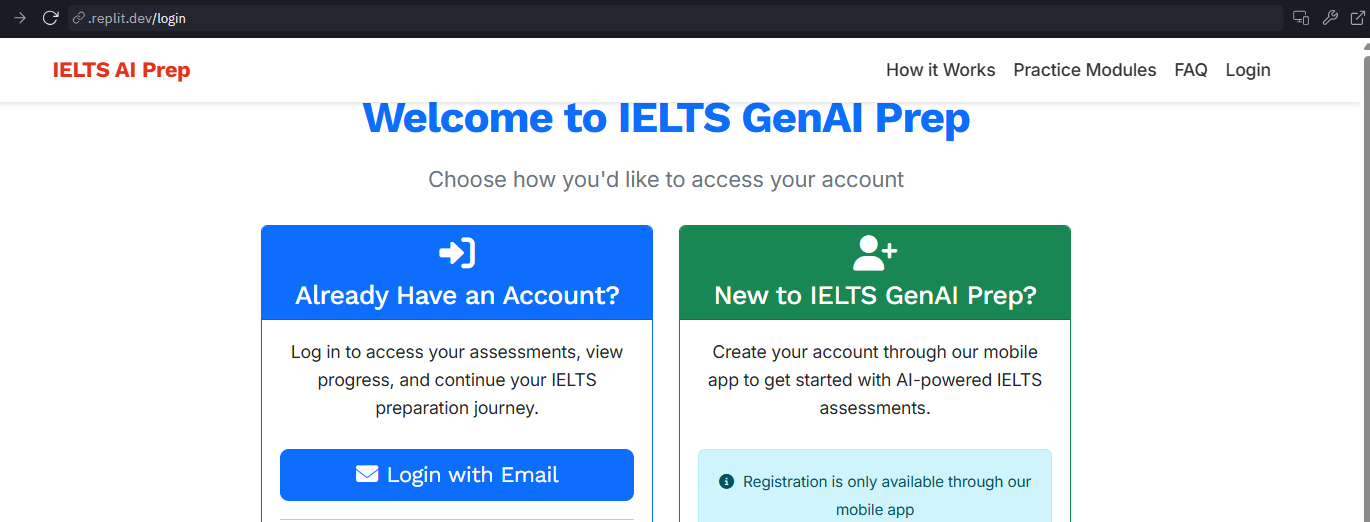 .replit.dev/login
IELTS AI Prep
How it Works Practice Modules FAQ Login
Welcome to IELTS GenAI Prep
Choose how you'd like to access your account
Already Have an Account?
Log in to access your assessments, view
progress, and continue your IELTS
preparation journey.
Login with Email
New to IELTS GenAI Prep?
Create your account through our mobile
app to get started with AI-powered IELTS
assessments.
Registration is only available through our
mobile app